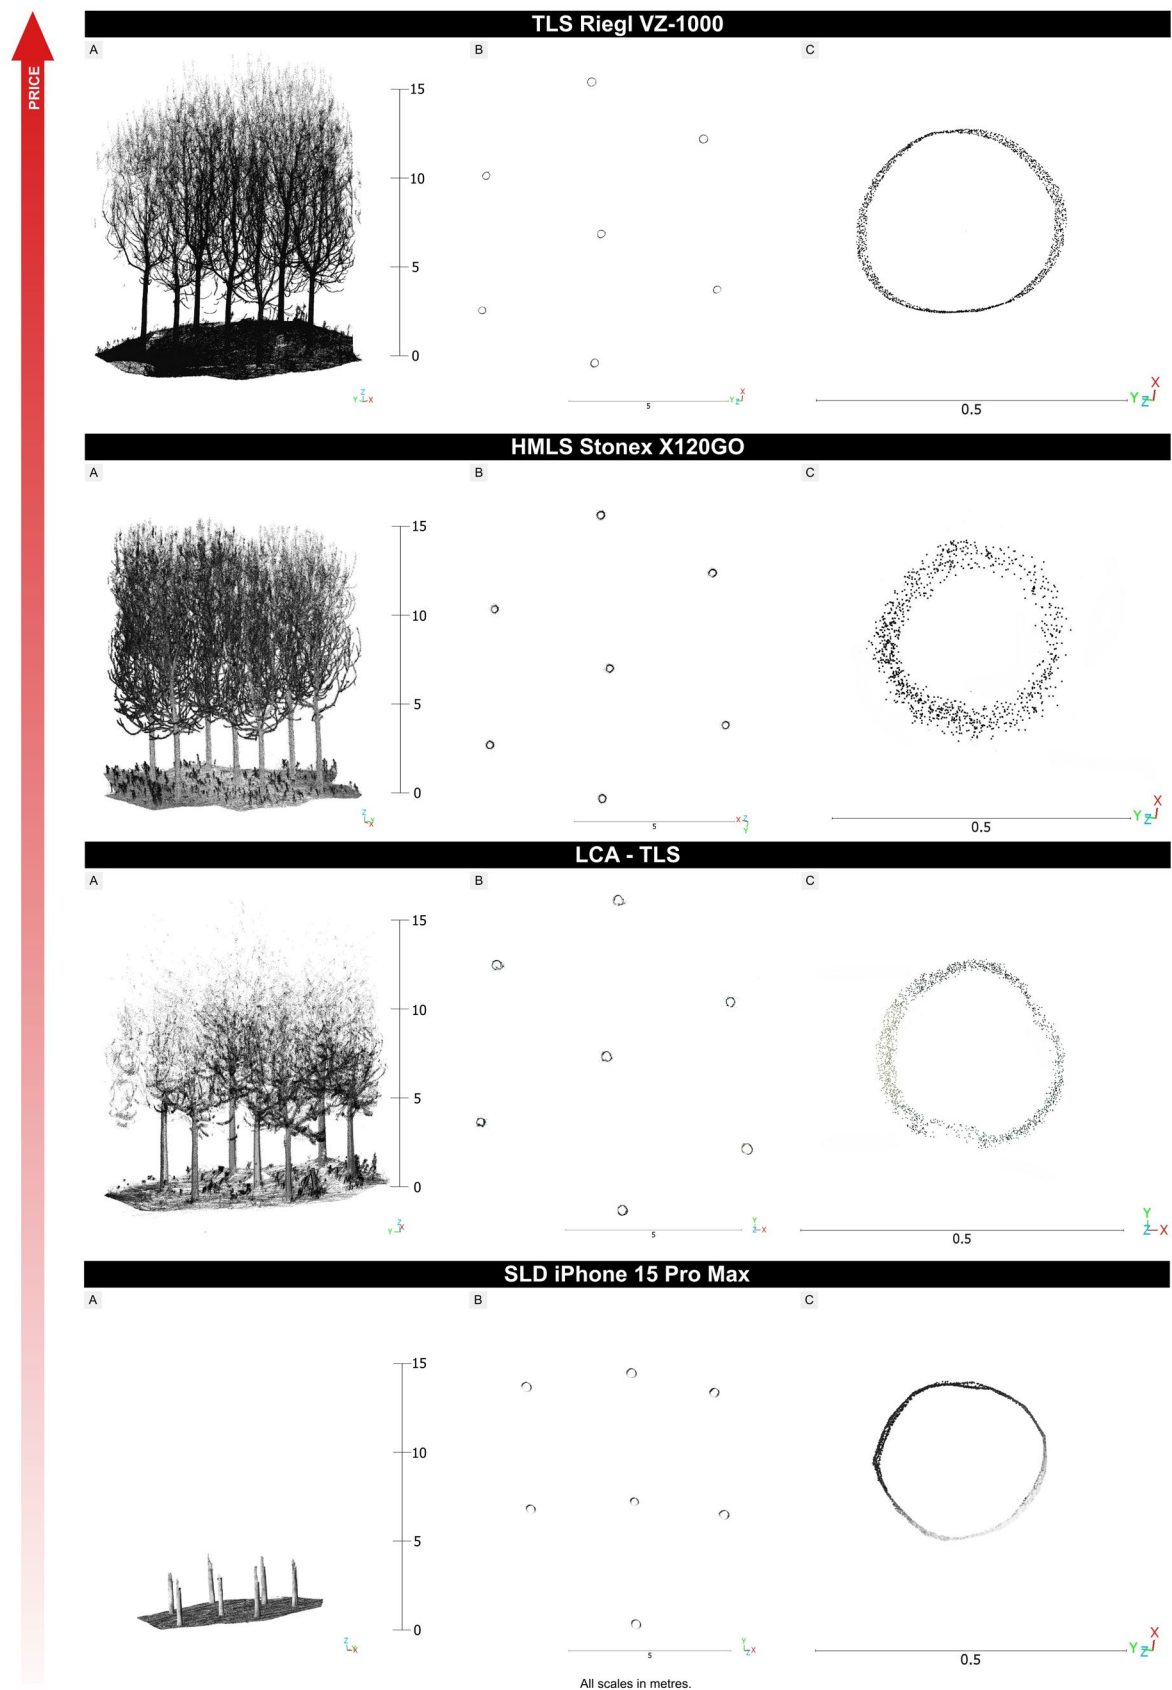 PRICE
TLS Riegl VZ-1000
A
B
C
15
10
5
0
Z
Y X
5
X
Y Z
0.5
X
Y Z
HMLS Stonex X120GO
A
B
C
15
10
5
0
Z
Y
X
5
X Z
Y
0.5
X
Y Z
LCA - TLS
A
B
C
15
10
5
0
Z
Y X
5
Y
Z X
0.5
Y
Z X
SLD iPhone 15 Pro Max
A
B
C
15
10
5
0
Z
Y
X
5
Y
Z X
0.5
X
Y Z
All scales in metres.